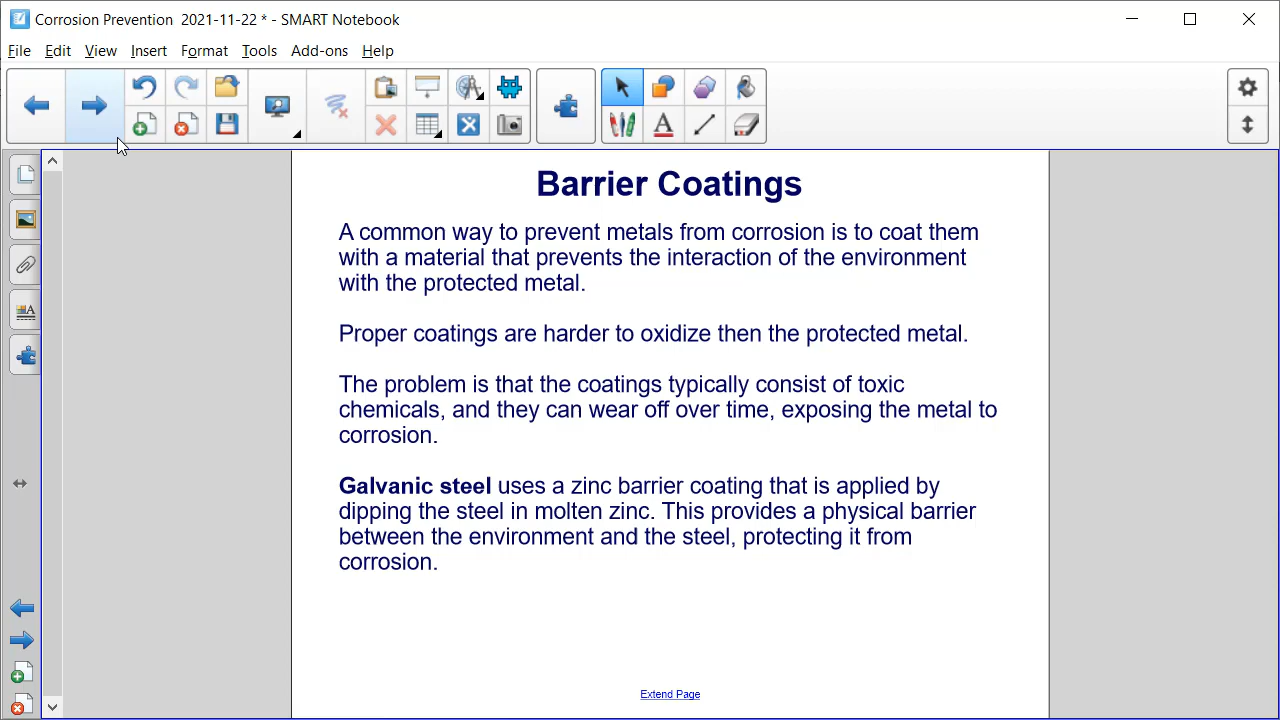 Corrosion Prevention  2021-11-22 * - SMART Notebook
File Edit View Insert Format Tools Add-ons Help
Barrier Coatings
A common way to prevent metals from corrosion is to coat them
with a material that prevents the interaction of the environment
with the protected metal.
Proper coatings are harder to oxidize then the protected metal.
The problem is that the coatings typically consist of toxic
chemicals, and they can wear off over time, exposing the metal to
corrosion.
Galvanic steel uses a zinc barrier coating that is applied by
dipping the steel in molten zinc. This provides a physical barrier
between the environment and the steel, protecting it from
corrosion.
Extend Page